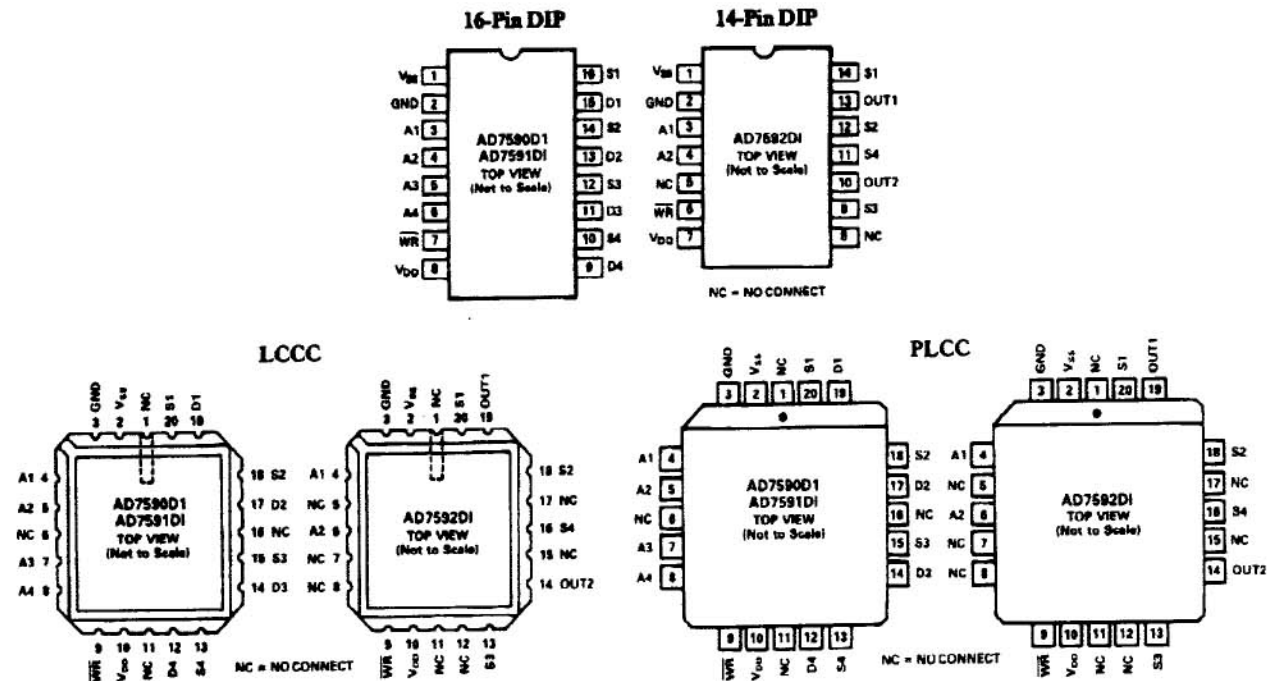 16-Pin DIP
VSS 1
GND 2
A1 3
A2 4
A3 5
A4 6
WR 7
VDD 8
AD7590D1
AD7591DI
TOP VIEW
(Not to Scale)
16 S1
15 D1
14 S2
13 D2
12 S3
11 D3
10 S4
9 D4
14-Pin DIP
VSS 1
GND 2
A1 3
A2 4
NC 5
WR 6
VDD 7
AD7592DI
TOP VIEW
(Not to Scale)
14 S1
13 OUT1
12 S2
11 S4
10 OUT2
9 S3
8 NC
NC = NO CONNECT
LCCC
GND VSS NC S1 D1
3 2 1 20 19
A1 4
A2 5
NC 6
A3 7
A4 8
AD7590D1
AD7591DI
TOP VIEW
(Not to Scale)
18 S2
17 D2
16 NC
15 S3
14 D3
9 10 11 12 13
WR VDD NC D4 S4
GND VSS NC S1 OUT1
3 2 1 20 19
A1 4
NC 5
A2 6
NC 7
NC 8
AD7592DI
TOP VIEW
(Not to Scale)
18 S2
17 NC
16 S4
15 NC
14 OUT2
9 10 11 12 13
WR VDD NC NC S3
NC = NO CONNECT
PLCC
GND VSS NC S1 D1
3 2 1 20 19
A1 4
A2 5
NC 6
A3 7
A4 8
AD7590D1
AD7591DI
TOP VIEW
(Not to Scale)
18 S2
17 D2
16 NC
15 S3
14 D3
9 10 11 12 13
WR VDD NC D4 S4
GND VSS NC S1 OUT1
3 2 1 20 19
A1 4
NC 5
A2 6
NC 7
NC 8
AD7592DI
TOP VIEW
(Not to Scale)
18 S2
17 NC
16 S4
15 NC
14 OUT2
9 10 11 12 13
WR VDD NC NC S3
NC = NO CONNECT